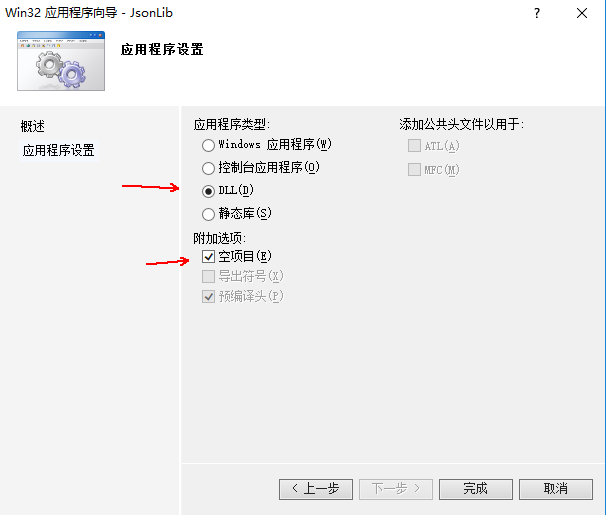 Win32 应用程序向导 - JsonLib
?
应用程序设置
概述
应用程序设置
应用程序类型:
Windows 应用程序(W)
控制台应用程序(O)
DLL(D)
静态库(S)
附加选项:
空项目(E)
导出符号(X)
预编译头(P)
添加公共头文件以用于:
ATL(A)
MFC(M)
< 上一步
下一步 >
完成
取消